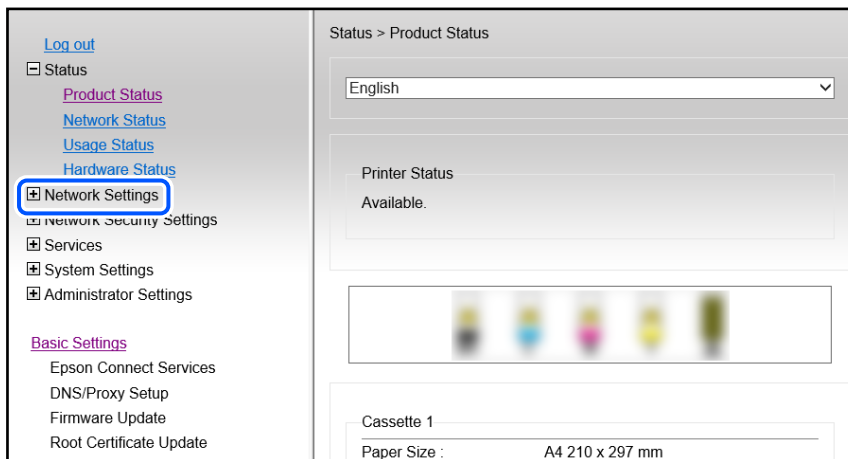 Log out
Status
Product Status
Network Status
Usage Status
Hardware Status
Network Settings
Network Security Settings
Services
System Settings
Administrator Settings
Basic Settings
Epson Connect Services
DNS/Proxy Setup
Firmware Update
Root Certificate Update
Status > Product Status
English
Printer Status
Available.
Cassette 1
Paper Size : A4 210 x 297 mm